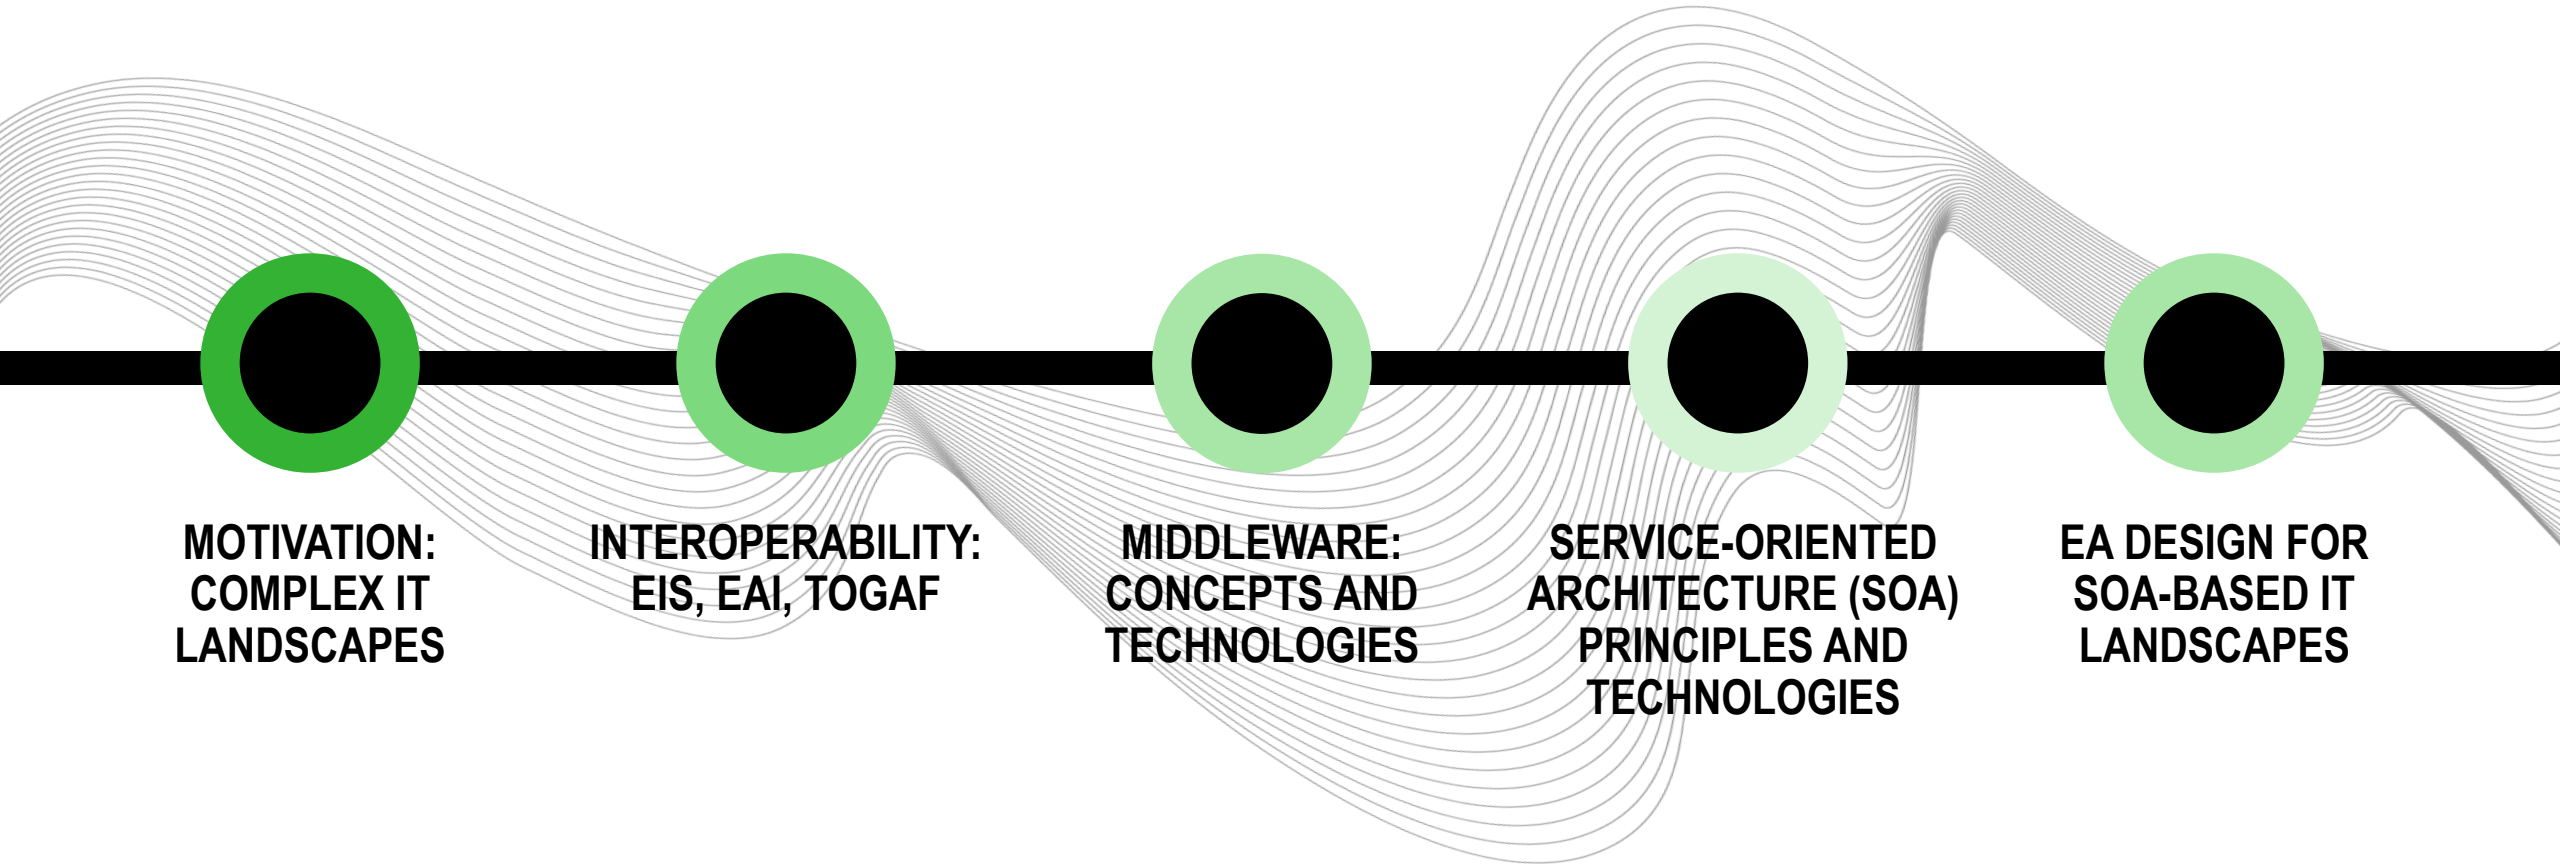 MOTIVATION:
COMPLEX IT
LANDSCAPES
INTEROPERABILITY:
EIS, EAI, TOGAF
MIDDLEWARE:
CONCEPTS AND
TECHNOLOGIES
SERVICE-ORIENTED
ARCHITECTURE (SOA)
PRINCIPLES AND
TECHNOLOGIES
EA DESIGN FOR
SOA-BASED IT
LANDSCAPES